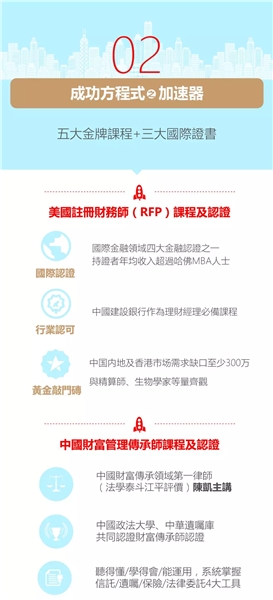 02
成功方程式之加速器
五大金牌課程+三大國際證書
美國註冊財務師（RFP）課程及認證
國際認證
國際金融領域四大金融認證之一
持證者年均收入超過哈佛MBA人士
行業認可
中國建設銀行作為理財經理必備課程
黃金敲門磚
中国内地及香港市场需求缺口至少300万
與精算師、生物學家等量齊觀
中國財富管理傳承師課程及認證
中國財富傳承領域第一律師
（法學泰斗江平評價）陳凱主講
中國政法大學、中華遺囑庫
共同認證財富傳承師認證
聽得懂/學得會/能運用，系統掌握
信託/遺囑/保險/法律委託4大工具